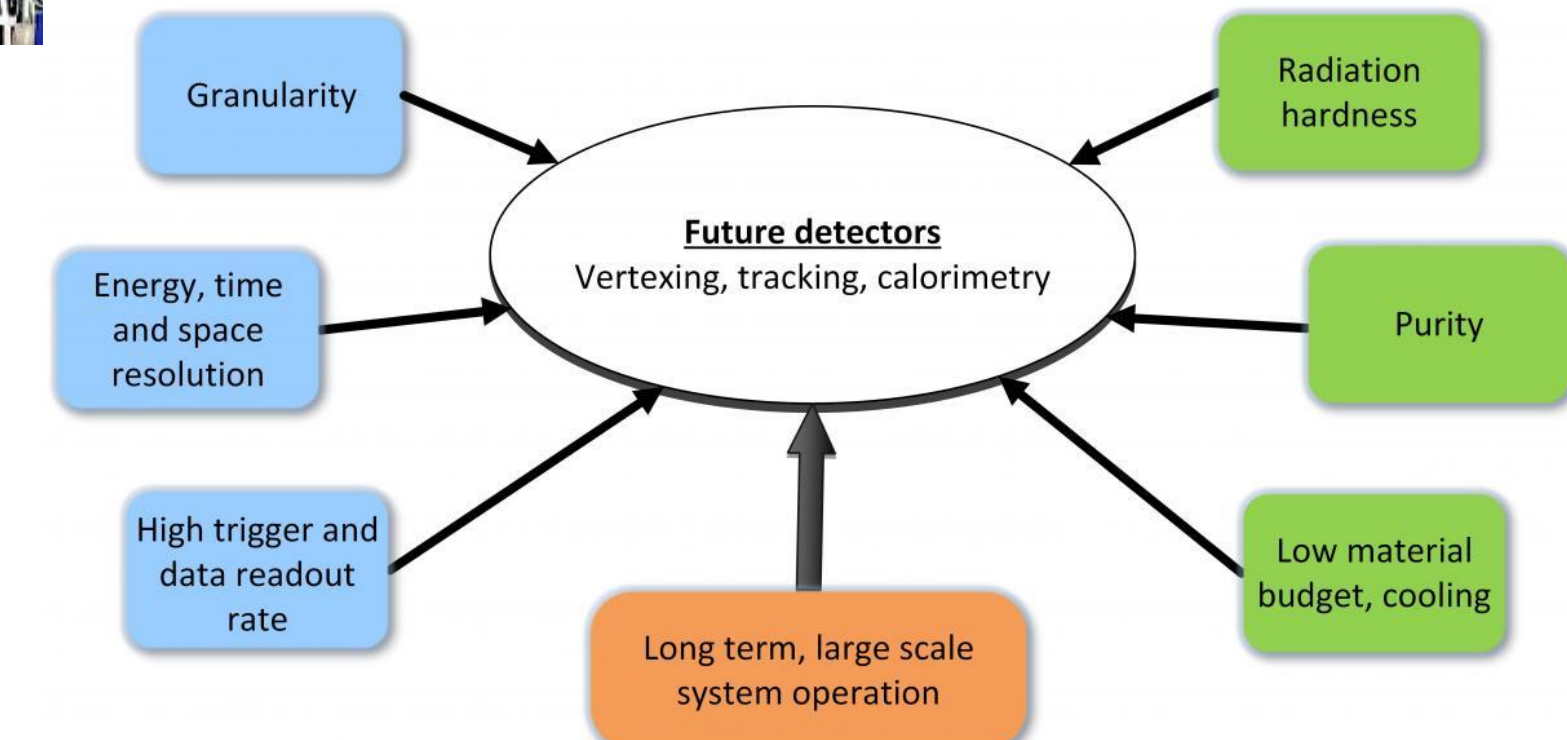 Granularity
Radiation
hardness
Future detectors
Vertexing, tracking, calorimetry
Energy, time
and space
resolution
Purity
High trigger and
data readout
rate
Low material
budget, cooling
Long term, large scale
system operation